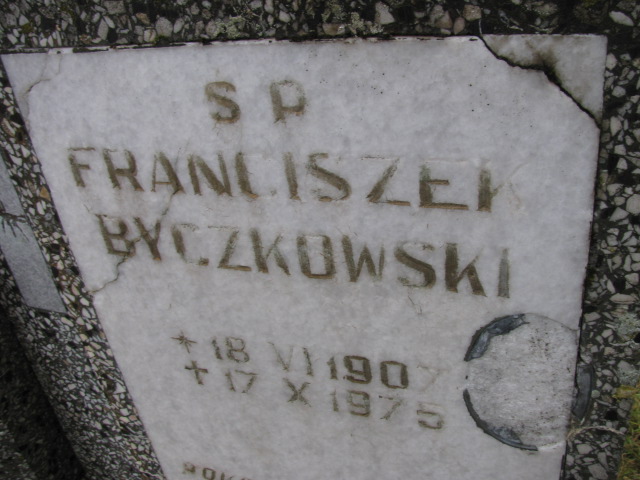 SP
FRANCISZEK
BYCZKOWSKI
* 18 VI 1907
+ 17 X 1975